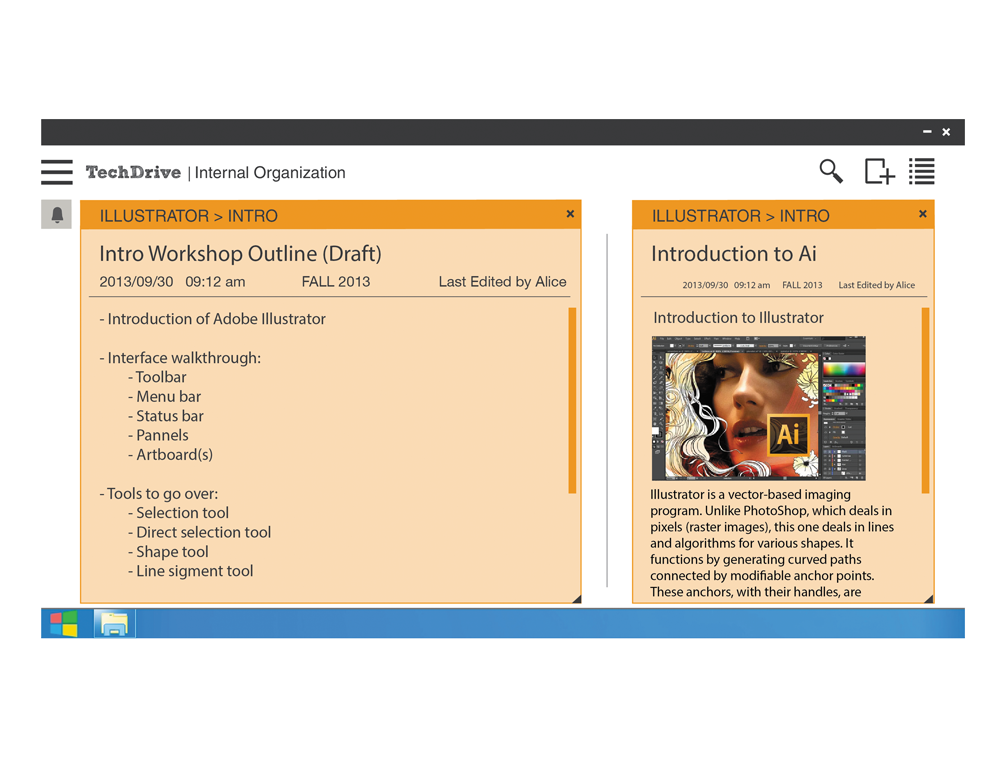 TechDrive | Internal Organization
ILLUSTRATOR > INTRO
Intro Workshop Outline (Draft)
2013/09/30 09:12 am FALL 2013 Last Edited by Alice
- Introduction of Adobe Illustrator
- Interface walkthrough:
- Toolbar
- Menu bar
- Status bar
- Pannels
- Artboard(s)
- Tools to go over:
- Selection tool
- Direct selection tool
- Shape tool
- Line sigment tool
ILLUSTRATOR > INTRO
Introduction to Ai
2013/09/30 09:12 am FALL 2013 Last Edited by Alice
Introduction to Illustrator
Ai
Illustrator is a vector-based imaging
program. Unlike PhotoShop, which deals in
pixels (raster images), this one deals in lines
and algorithms for various shapes. It
functions by generating curved paths
connected by modifiable anchor points.
These anchors, with their handles, are